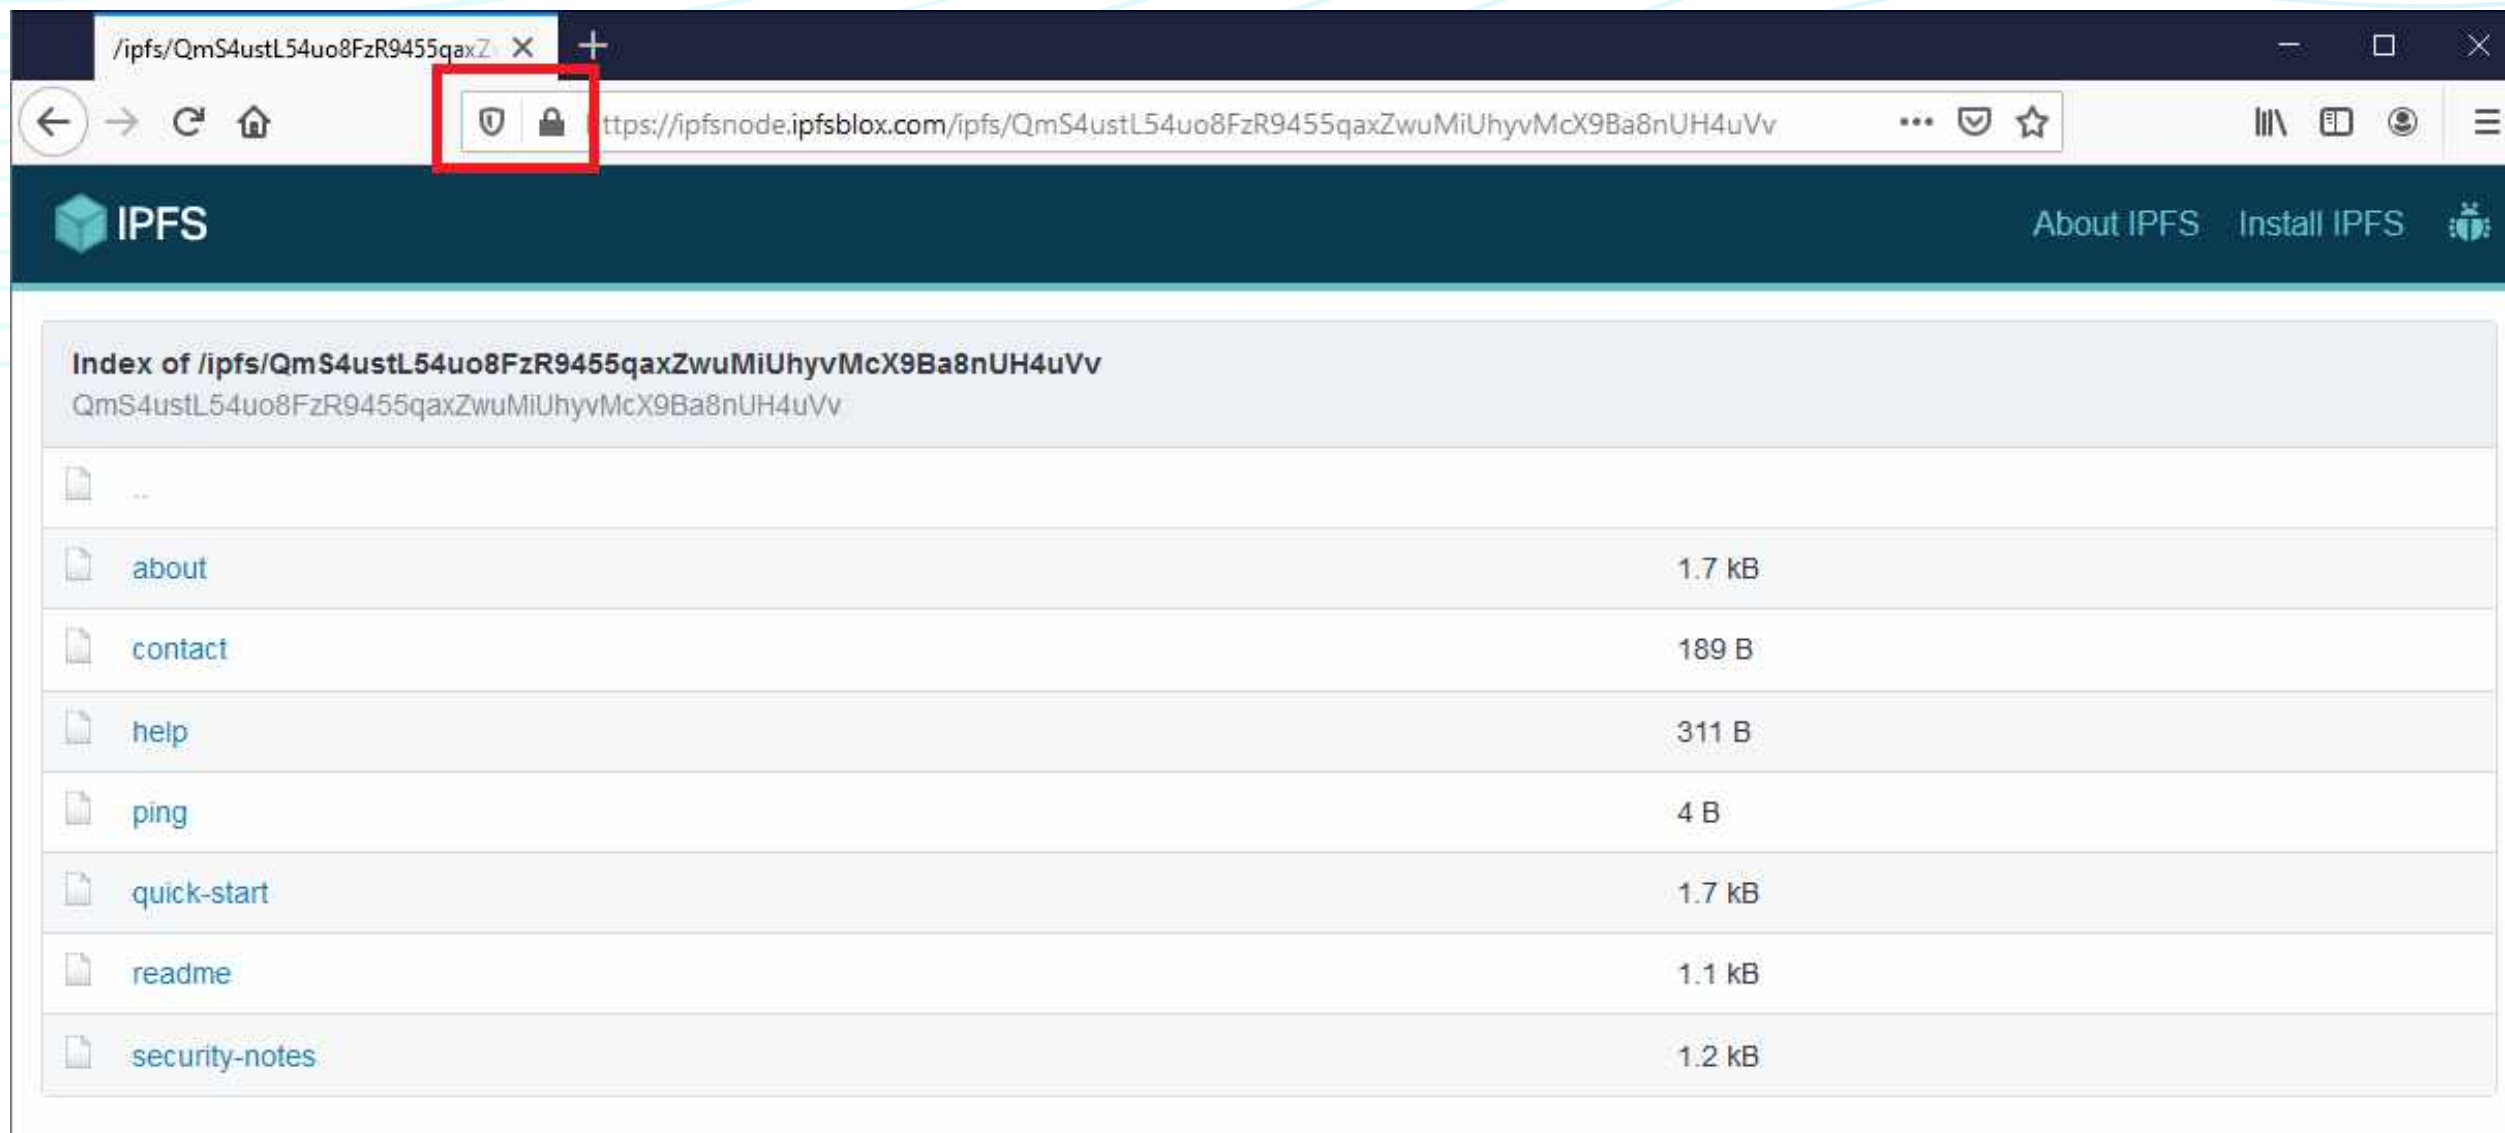 /ipfs/QmS4ustL54uo8FzR9455qaxZ
ttps://ipfsnode.ipfsblox.com/ipfs/QmS4ustL54uo8FzR9455qaxZwuMiUhyvMcX9Ba8nUH4uVv
IPFS About IPFS Install IPFS
Index of /ipfs/QmS4ustL54uo8FzR9455qaxZwuMiUhyvMcX9Ba8nUH4uVv
QmS4ustL54uo8FzR9455qaxZwuMiUhyvMcX9Ba8nUH4uVv
..
about 1.7 kB
contact 189 B
help 311 B
ping 4 B
quick-start 1.7 kB
readme 1.1 kB
security-notes 1.2 kB